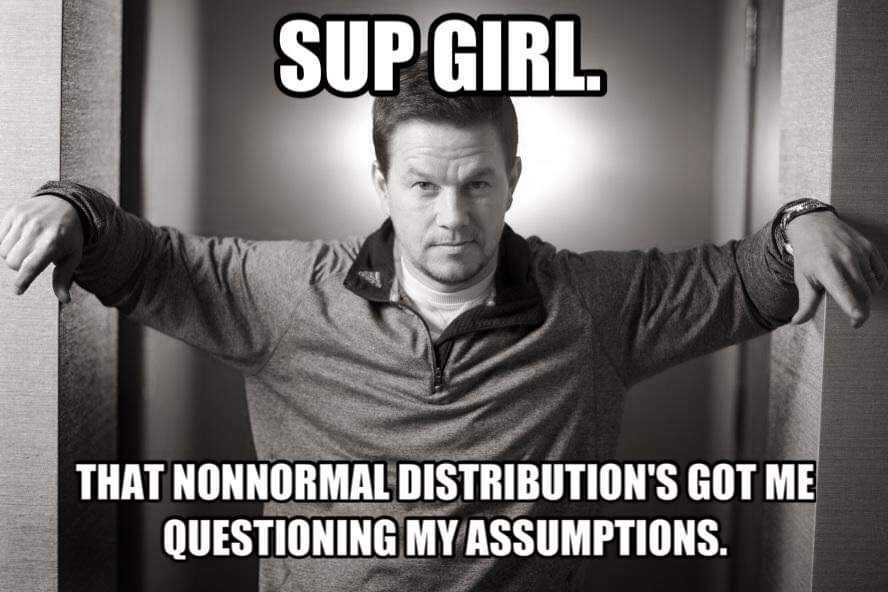 SUP GIRL.
THAT NONNORMAL DISTRIBUTION'S GOT ME
QUESTIONING MY ASSUMPTIONS.